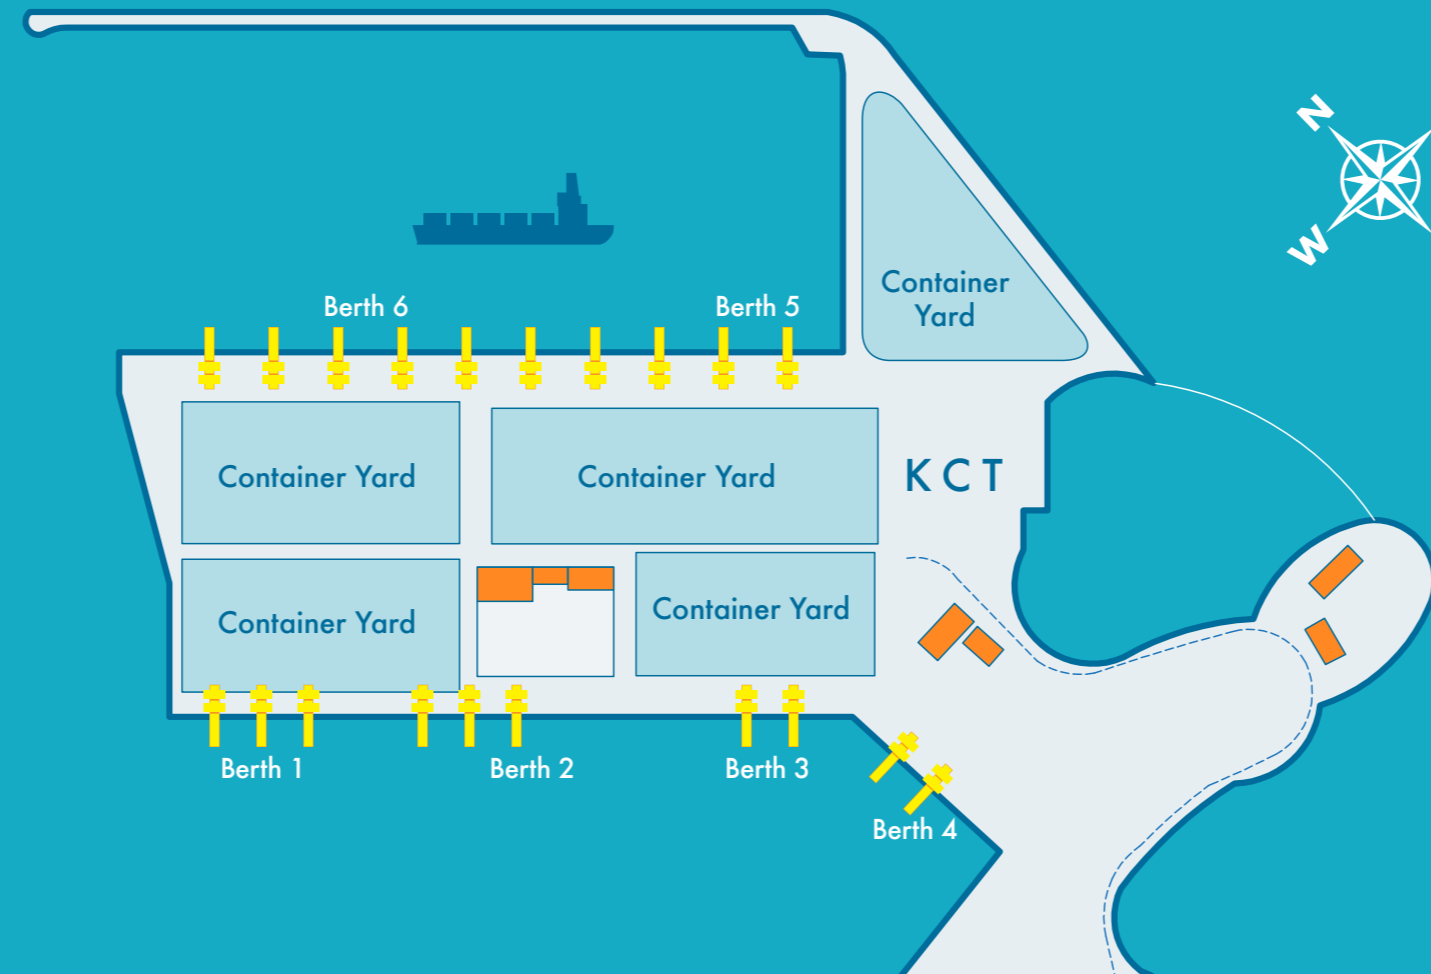 N
W
Container
Yard
Berth 6
Berth 5
Container Yard
Container Yard
KCT
Container Yard
Container Yard
Berth 1
Berth 2
Berth 3
Berth 4